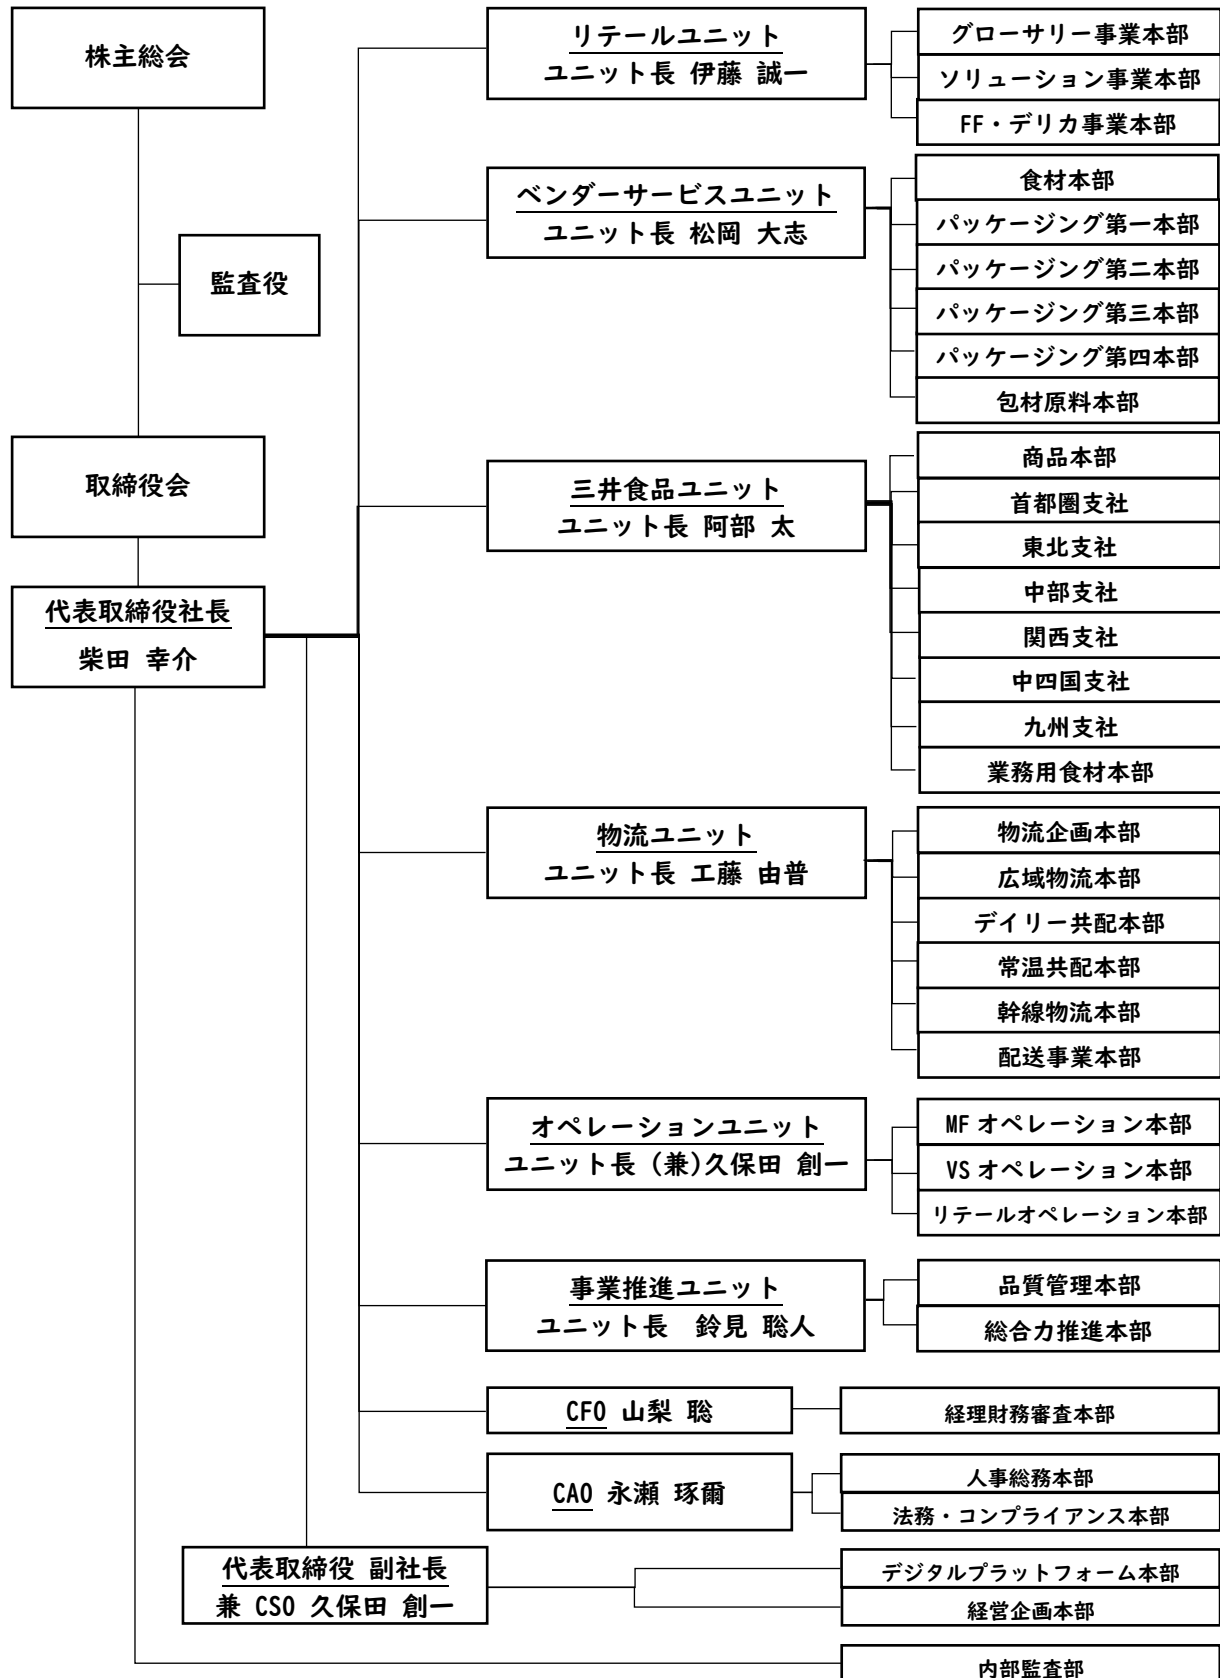 株主総会
監査役
取締役会
代表取締役社長
柴田 幸介
リテールユニット
ユニット長 伊藤 誠一
グローサリー事業本部
ソリューション事業本部
FF・デリカ事業本部
ベンダーサービスユニット
ユニット長 松岡 大志
食材本部
パッケージング第一本部
パッケージング第二本部
パッケージング第三本部
パッケージング第四本部
包材原料本部
三井食品ユニット
ユニット長 阿部 太
商品本部
首都圏支社
東北支社
中部支社
関西支社
中四国支社
九州支社
業務用食材本部
物流ユニット
ユニット長 工藤 由普
物流企画本部
広域物流本部
デイリー共配本部
常温共配本部
幹線物流本部
配送事業本部
オペレーションユニット
ユニット長 (兼)久保田 創一
MF オペレーション本部
VS オペレーション本部
リテールオペレーション本部
事業推進ユニット
ユニット長 鈴見 聡人
品質管理本部
総合力推進本部
CFO 山梨 聡
経理財務審査本部
CAO 永瀬 琢爾
人事総務本部
法務・コンプライアンス本部
代表取締役 副社長
兼 CSO 久保田 創一
デジタルプラットフォーム本部
経営企画本部
内部監査部